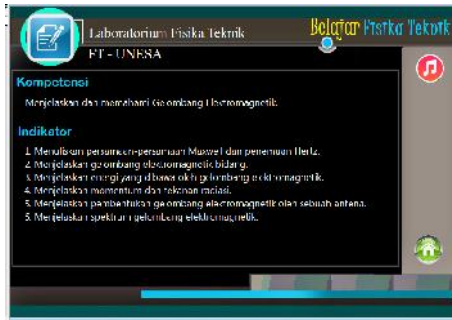 Laboratorium Fisika Teknik
Belajar Fisika Teknik
FT - UNESA
Kompetensi
Menjelaskan dan memahami Gelombang Elektromagnetik.
Indikator
1. Menuliskan persamaan-persamaan Maxwell dan penemuan Hertz.
2. Menjelaskan gelombang elektromagnetik bidang.
3. Menjelaskan energi yang dibawa oleh gelombang elektromagnetik.
4. Menjelaskan momentum dan tekanan radiasi.
5. Menjelaskan pembentukan gelombang elektromagnetik oleh sebuah antena.
5. Menjelaskan spektrum gelombang elektromagnetik.